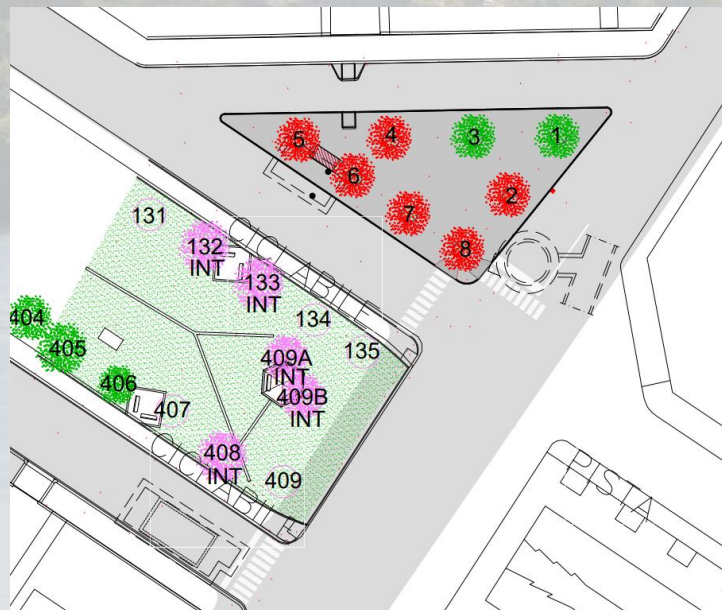 5
4
3
1
6
2
7
8
131
132
INT
CICLABILE
133
INT
134
135
404
405
406
407
409A
INT
409B
INT
408
INT
409
CICLABILE
PISTA